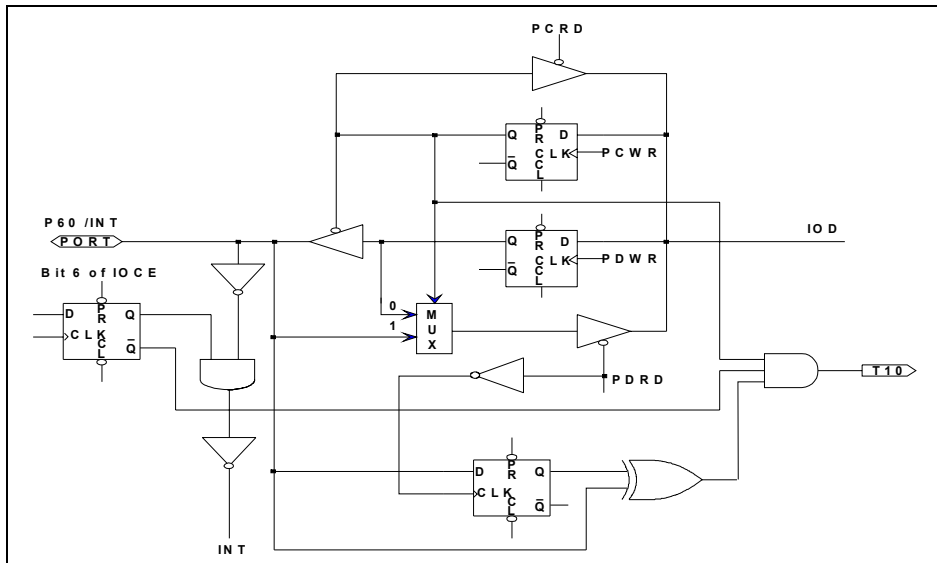 PCRD
Q PR D
CLK PCWR
Q CL
P60 /INT
PORT
IOD
Q PR D
CLK PDWR
Q CL
Bit 6 of IOCE
D PR Q
CLK CL Q
0
1
MUX
PDRD
T10
D PR Q
CLK CL Q
INT